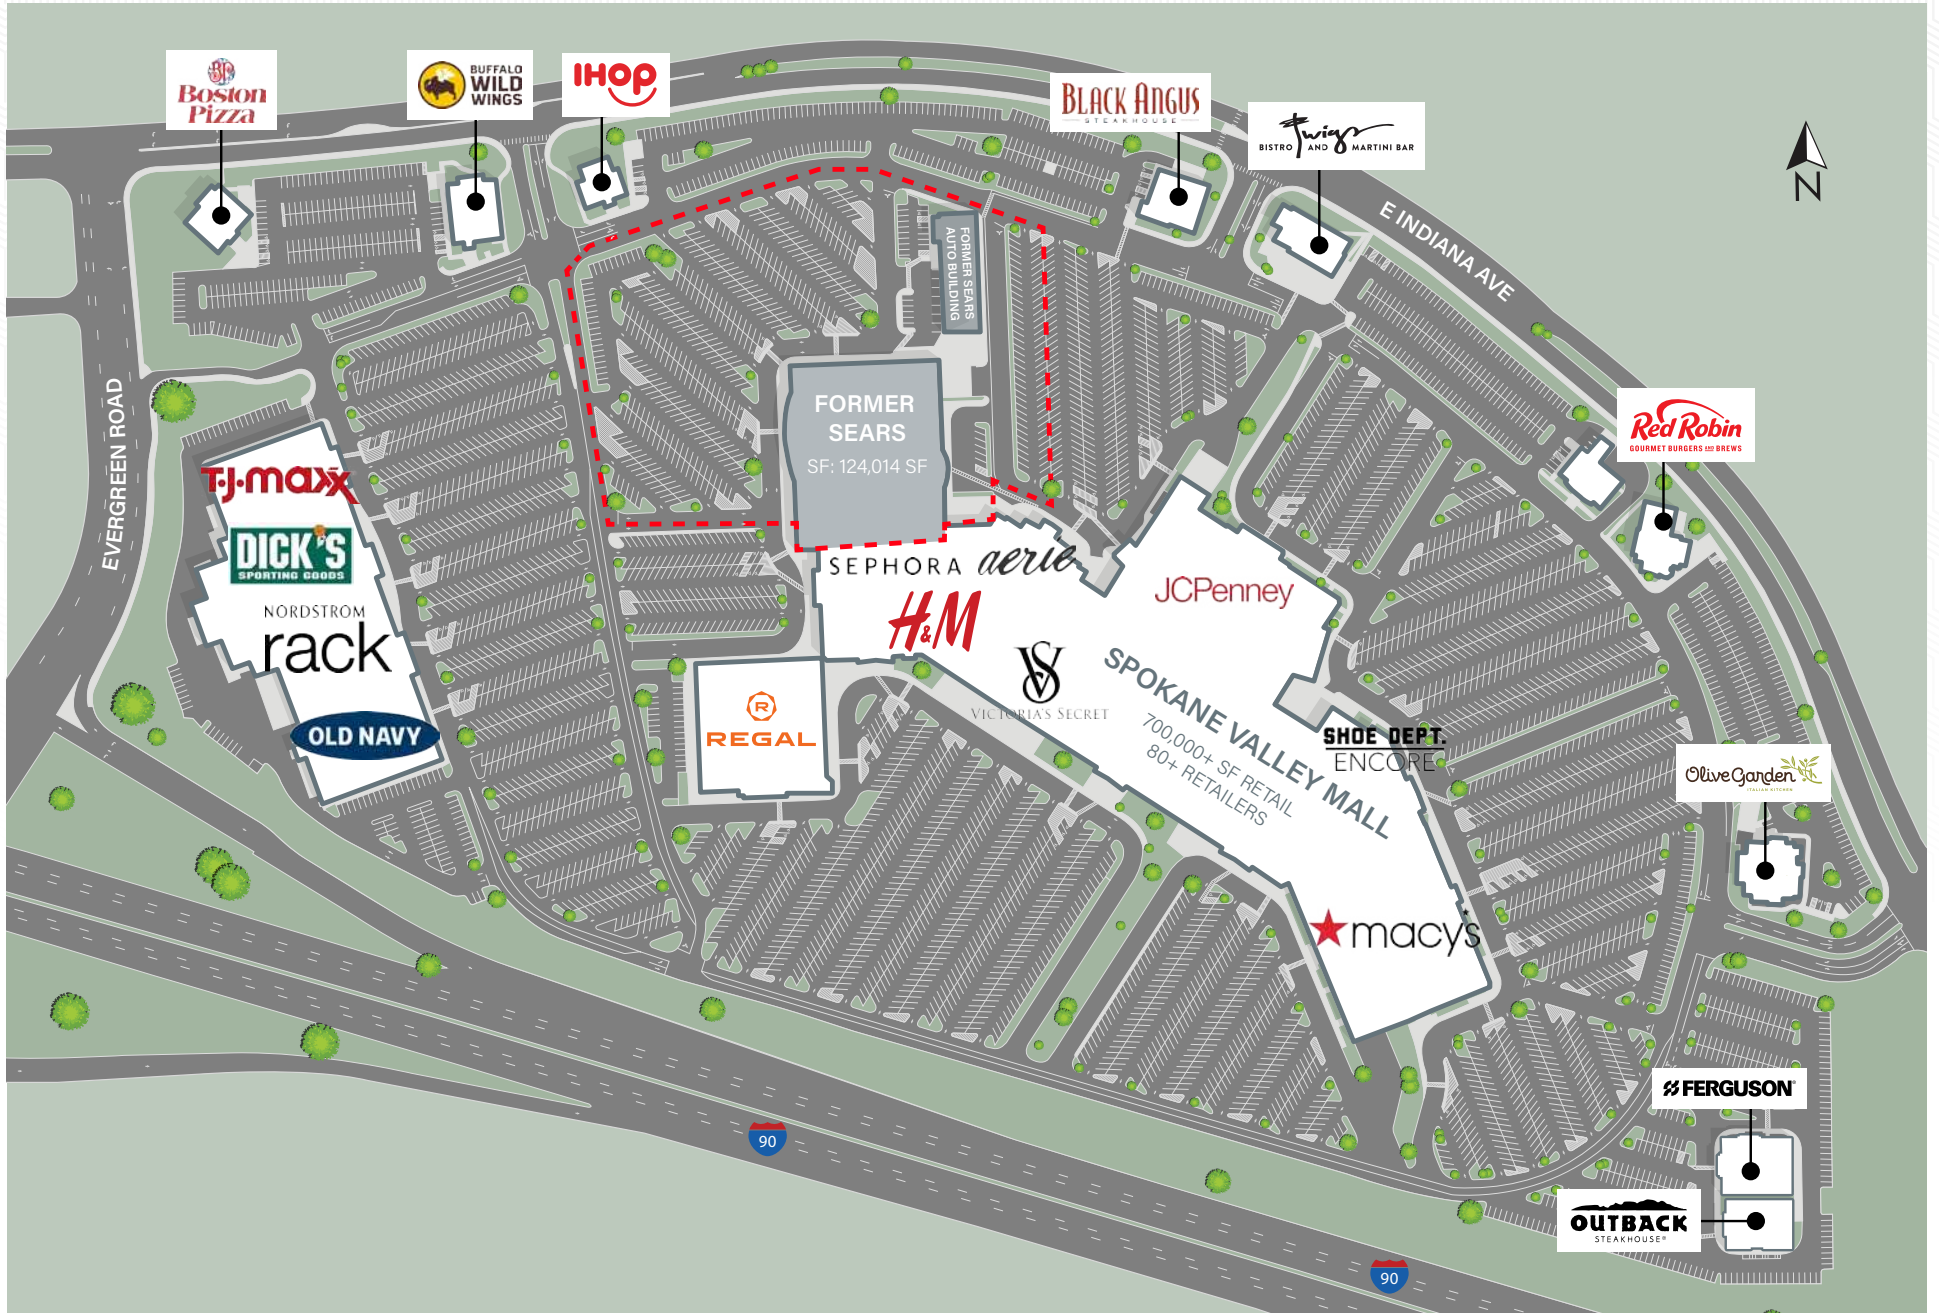 Boston
Pizza
BUFFALO
WILD
WINGS
IHOP
BLACK ANGUS
STEAKHOUSE
Twigs
BISTRO AND MARTINI BAR
N
E INDIANA AVE
FORMER SEARS
AUTO BUILDING
EVERGREEN ROAD
FORMER
SEARS
SF: 124,014 SF
Red Robin
GOURMET BURGERS AND BREWS
T.J.maxx
DICK'S
SPORTING GOODS
NORDSTROM
rack
OLD NAVY
SEPHORA
aerie
H&M
JCPenney
VS
VICTORIA'S SECRET
R
REGAL
SPOKANE VALLEY MALL
700,000+ SF RETAIL
80+ RETAILERS
SHOE DEPT.
ENCORE
Olive Garden
ITALIAN KITCHEN
macy's
FERGUSON
OUTBACK
STEAKHOUSE®
90
90